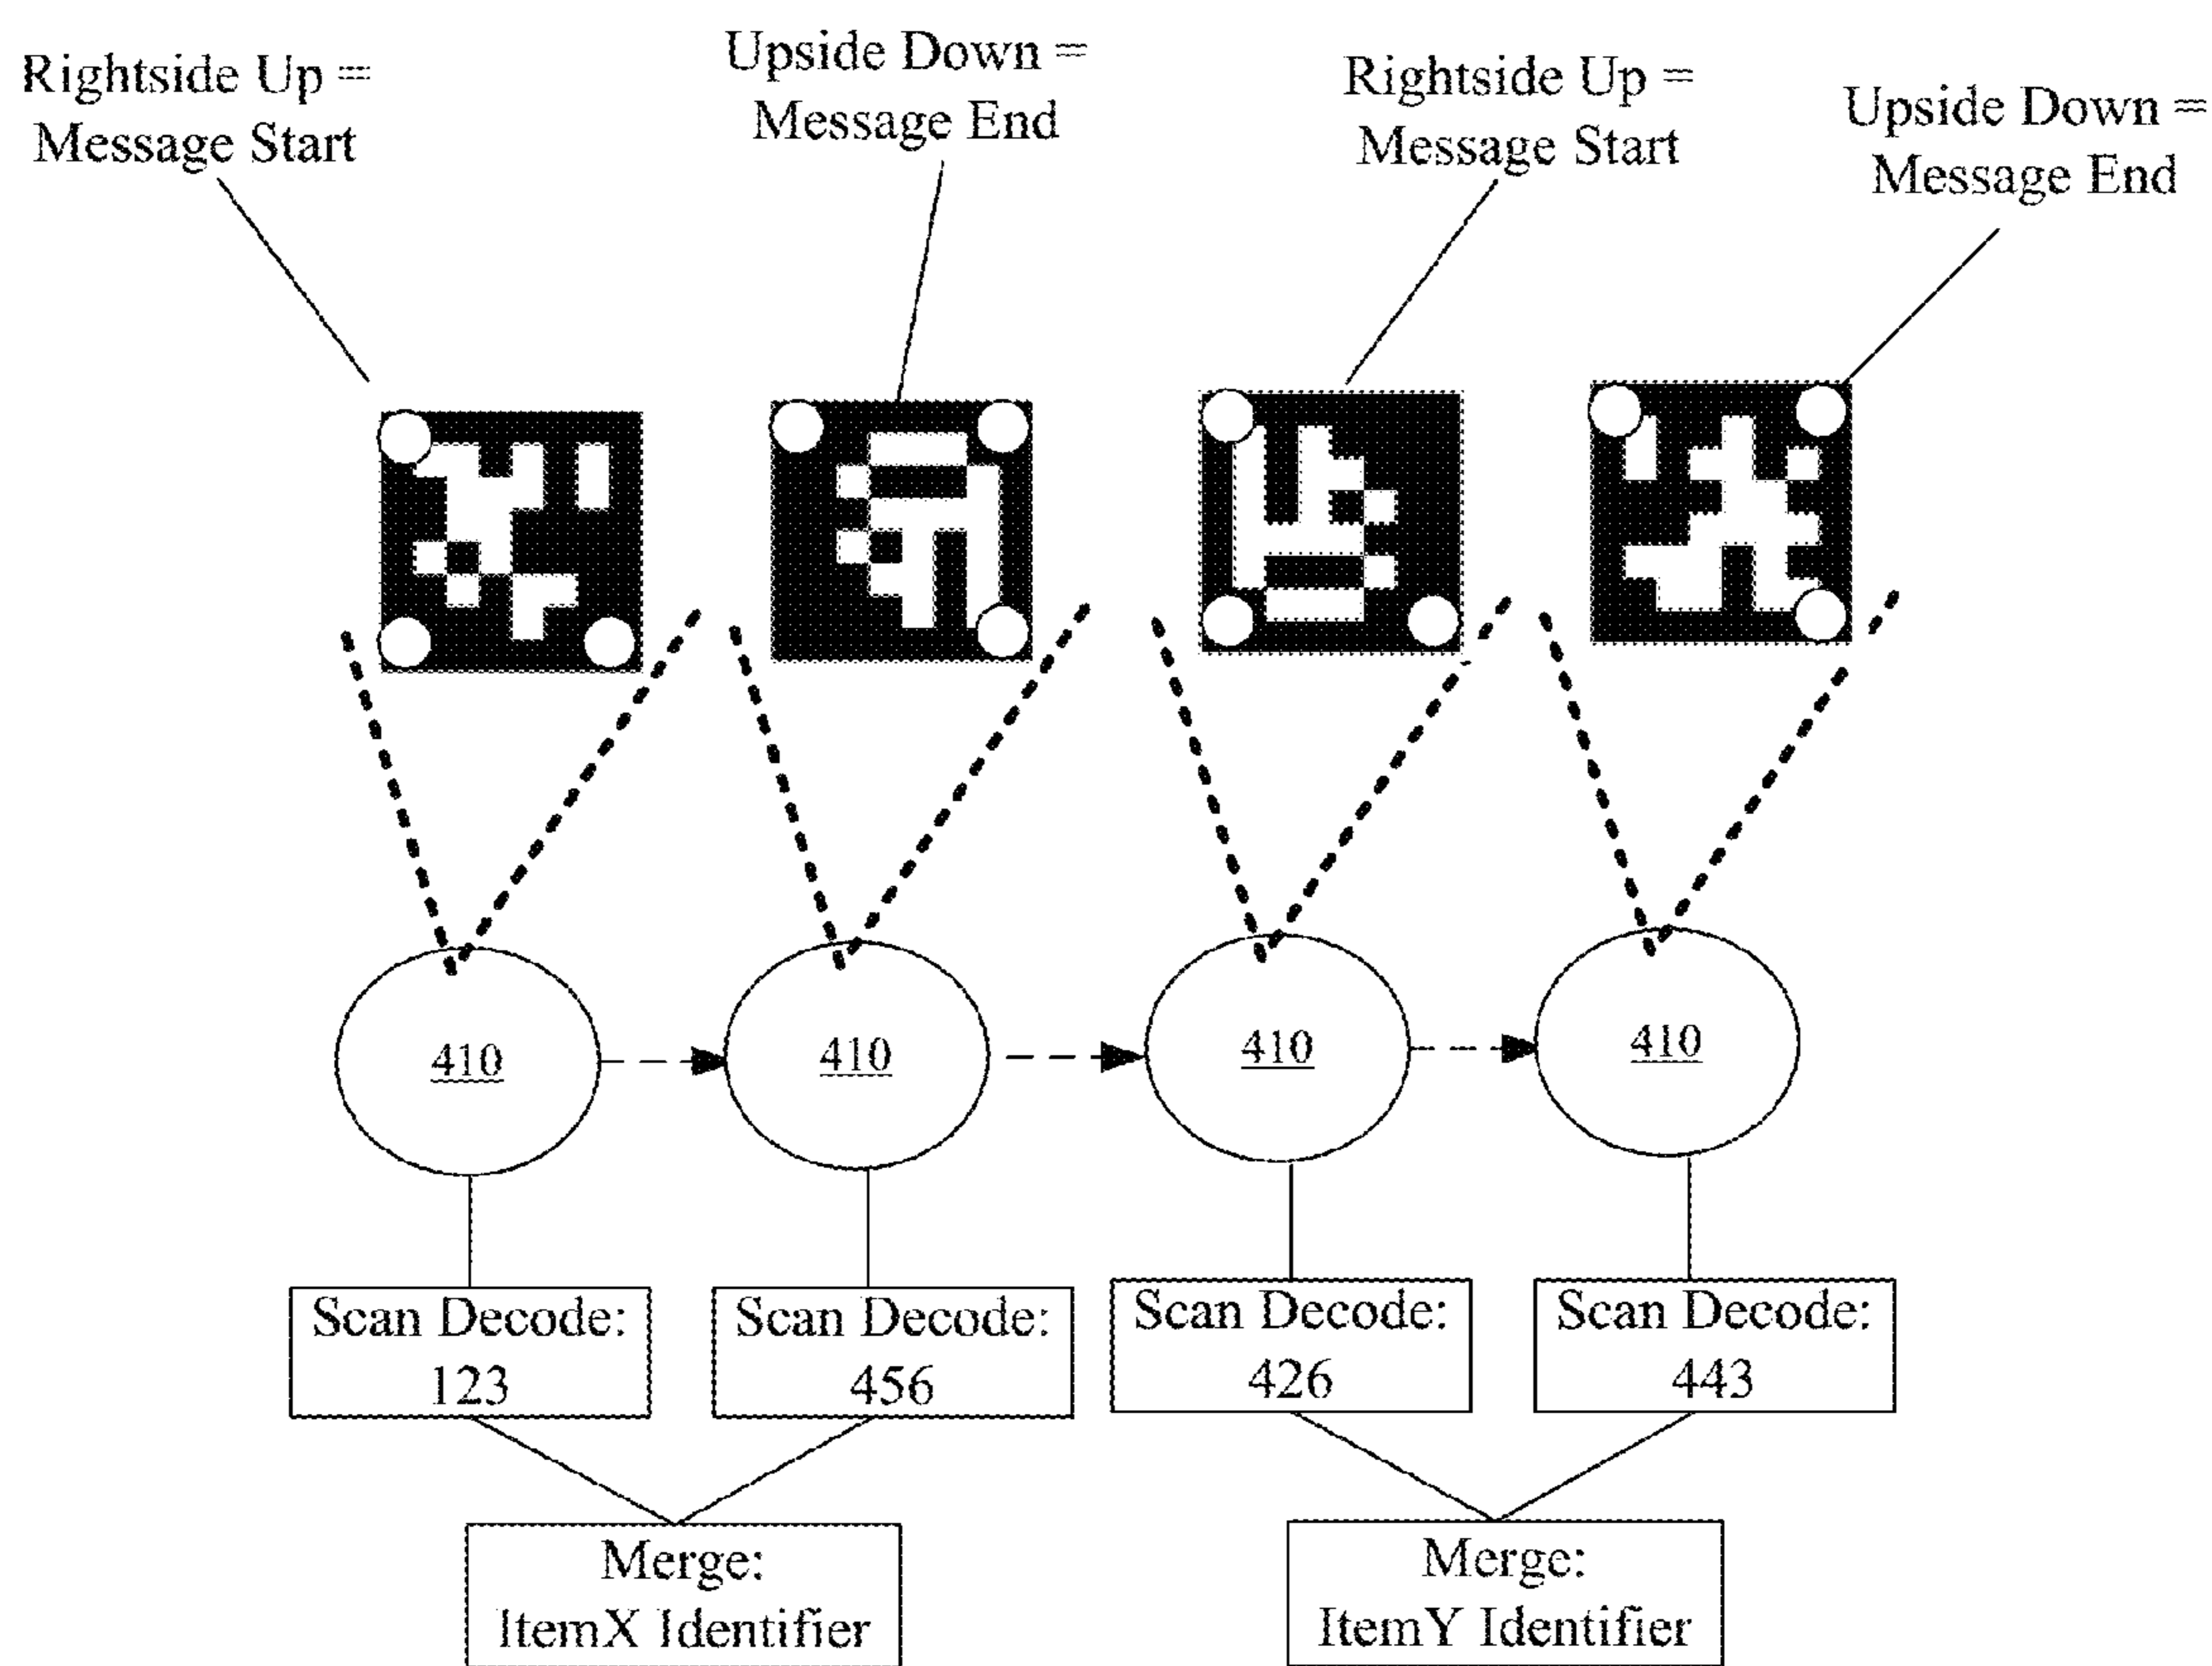 Rightside Up =
Message Start
Upside Down =
Message End
Rightside Up =
Message Start
Upside Down =
Message End
410
410
410
410
Scan Decode:
123
Scan Decode:
456
Scan Decode:
426
Scan Decode:
443
Merge:
ItemX Identifier
Merge:
ItemY Identifier